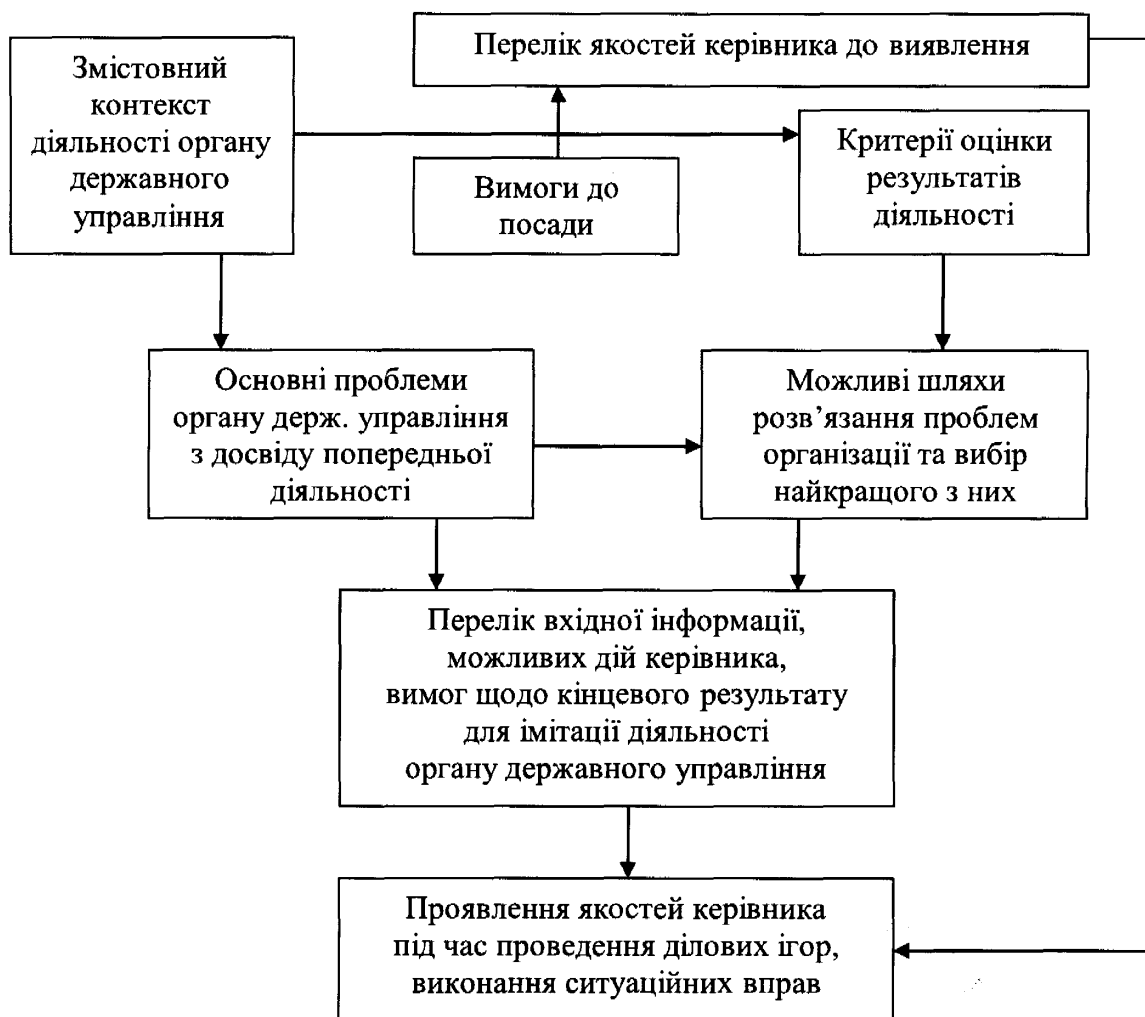 Перелік якостей керівника до виявлення
Змістовний
контекст
діяльності органу
державного
управління
Вимоги до
посади
Критерії оцінки
результатів
діяльності
Основні проблеми
органу держ. управління
з досвіду попередньої
діяльності
Можливі шляхи
розв’язання проблем
організації та вибір
найкращого з них
Перелік вхідної інформації,
можливих дій керівника,
вимог щодо кінцевого результату
для імітації діяльності
органу державного управління
Проявлення якостей керівника
під час проведення ділових ігор,
виконання ситуаційних вправ